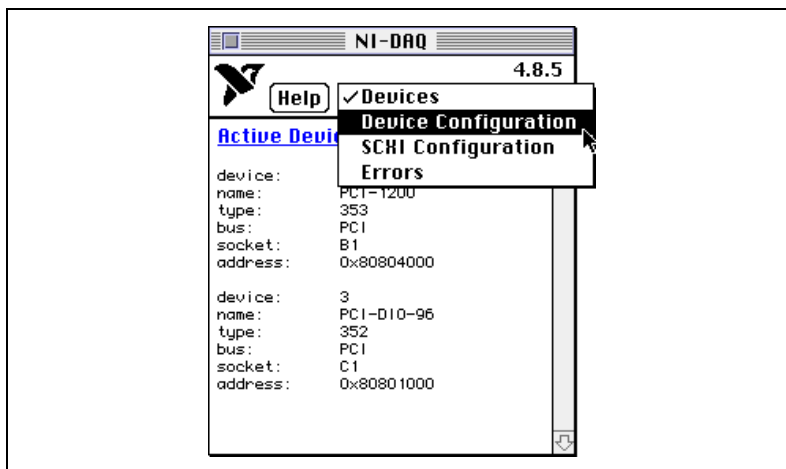 NI-DAQ
4.8.5
Help
✓Devices
Device Configuration
SCXI Configuration
Errors
Active
device:
name: PCI-1200
type: 353
bus: PCI
socket: B1
address: 0x80804000
device: 3
name: PCI-DIO-96
type: 352
bus: PCI
socket: C1
address: 0x80801000